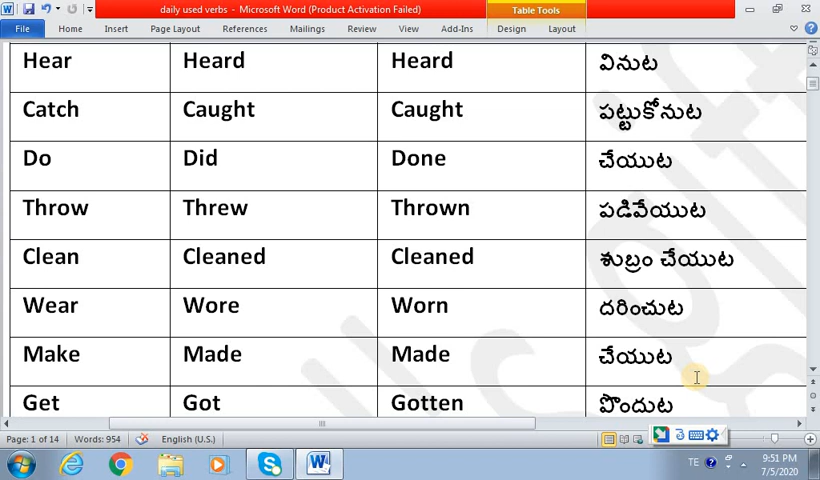 daily used verbs - Microsoft Word (Product Activation Failed)
Table Tools
File Home Insert Page Layout References Mailings Review View Add-Ins Design Layout
Hear Heard Heard వినుట
Catch Caught Caught పట్టుకోనుట
Do Did Done చేయుట
Throw Threw Thrown పడివేయుట
Clean Cleaned Cleaned శుబ్రం చేయుట
Wear Wore Worn దరించుట
Make Made Made చేయుట
Get Got Gotten పొందుట
Page: 1 of 14 Words: 954 English (U.S.)
TE 9:51 PM
7/5/2020